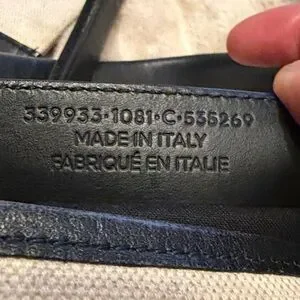 339933·1081·C·535269
MADE IN ITALY
FABRIQUÉ EN ITALIE